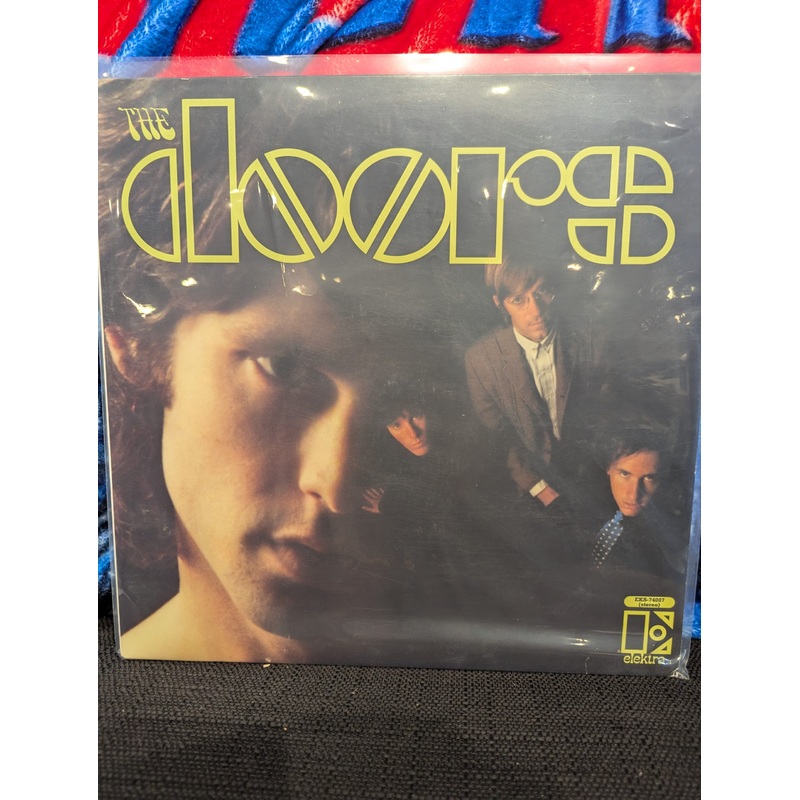 THE
doors
EKS-74007
(stereo)
elektra